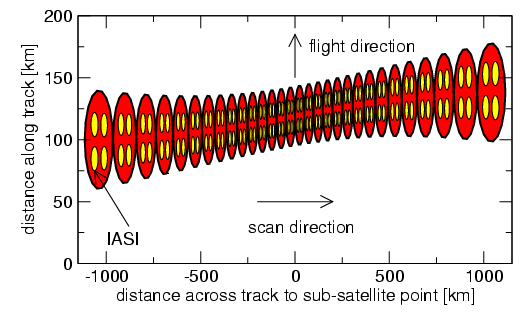 200
150
100
50
0
distance along track [km]
flight direction
scan direction
IASI
-1000
-500
0
500
1000
distance across track to sub-satellite point [km]